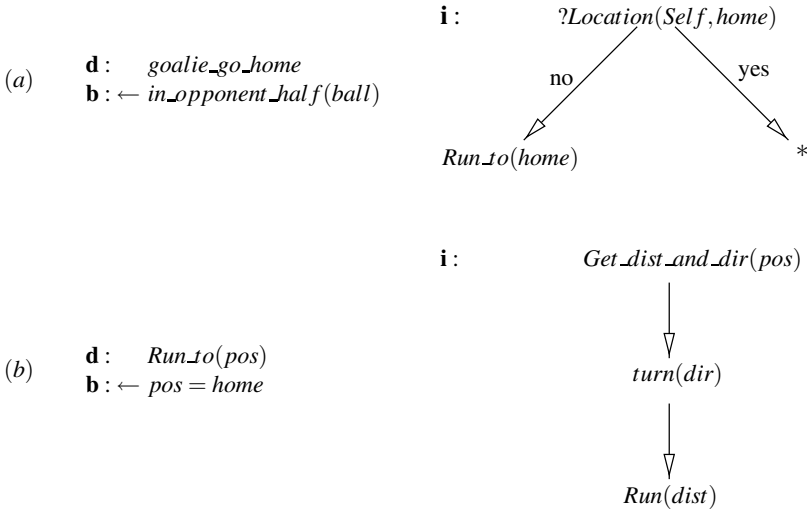 i : ?Location(Self,home)
(a) d : goalie_go_home
b : ← in_opponent_half(ball)
no yes
Run_to(home) *
i : Get_dist_and_dir(pos)
(b) d : Run_to(pos)
b : ← pos = home
turn(dir)
Run(dist)